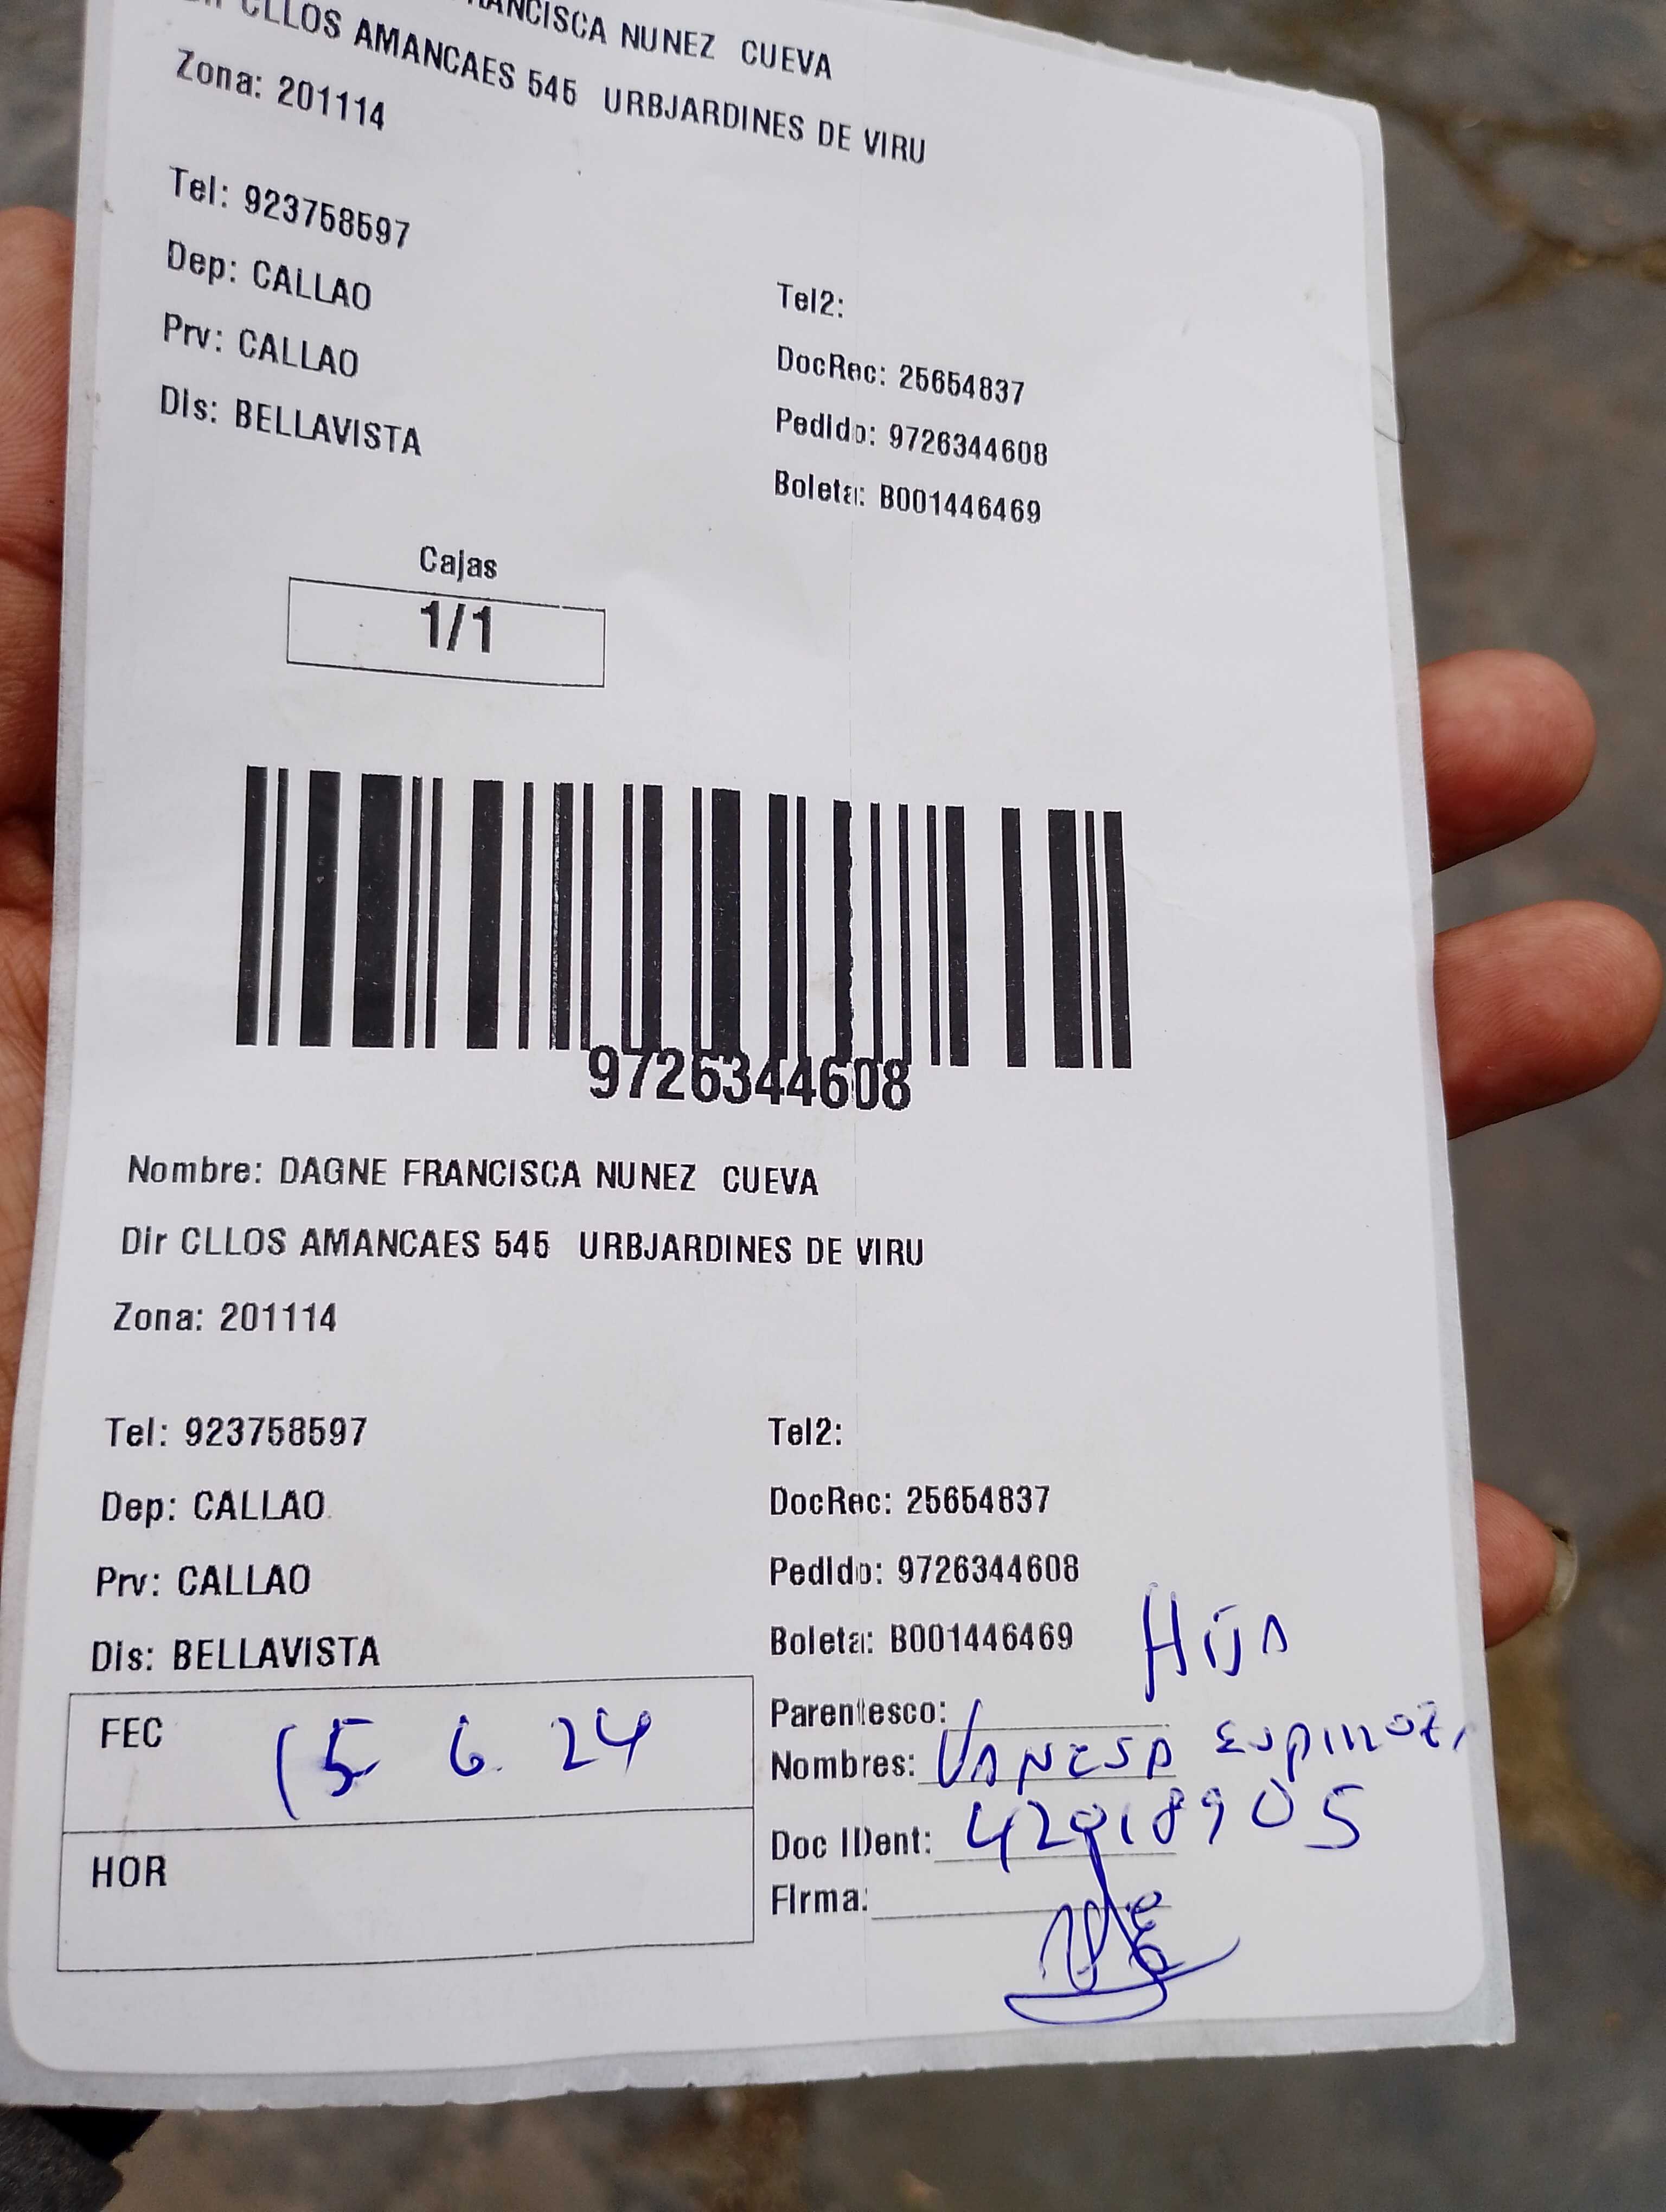 FRANCISCA NUNEZ CUEVA
Dir CLLOS AMANCAES 545 URBJARDINES DE VIRU
Zona: 201114
Tel: 923758597
Dep: CALLAO
Prv: CALLAO
Dis: BELLAVISTA
Tel2:
DocRec: 25654837
Pedido: 9726344608
Boleta: B001446469
Cajas
1/1
9726344608
Nombre: DAGNE FRANCISCA NUNEZ CUEVA
Dir CLLOS AMANCAES 545 URBJARDINES DE VIRU
Zona: 201114
Tel: 923758597
Dep: CALLAO
Prv: CALLAO
Dis: BELLAVISTA
Tel2:
DocRec: 25654837
Pedido: 9726344608
Boleta: B001446469
FEC 15 6. 24
HOR
Parentesco: Hija
Nombres: VANESA Espinoza
Doc IDent: 42918905
Firma: